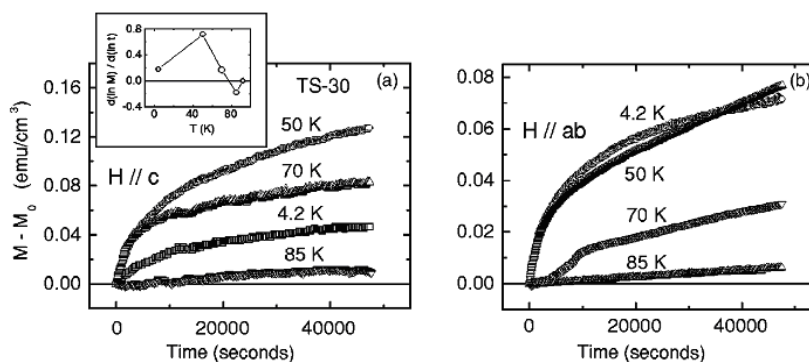 0.8
0.4
0.0
-0.4
d(ln M) / d(ln t)
0 40 80
T (K)
TS-30 (a)
0.16
0.12
0.08
0.04
0.00
M - M0 (emu/cm³)
50 K
H // c
70 K
4.2 K
85 K
0 20000 40000
Time (seconds)
(b)
0.08
0.06
0.04
0.02
0.00
H // ab
4.2 K
50 K
70 K
85 K
0 20000 40000
Time (seconds)